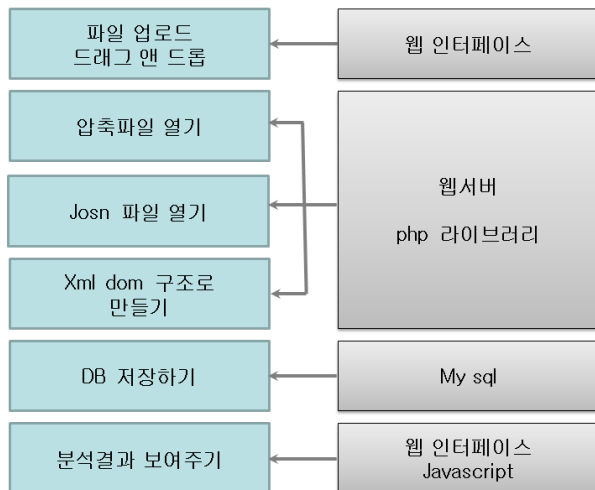 파일 업로드
드래그 앤 드롭
웹 인터페이스
압축파일 열기
웹서버
php 라이브러리
Josn 파일 열기
Xml dom 구조로
만들기
DB 저장하기
My sql
분석결과 보여주기
웹 인터페이스
Javascript